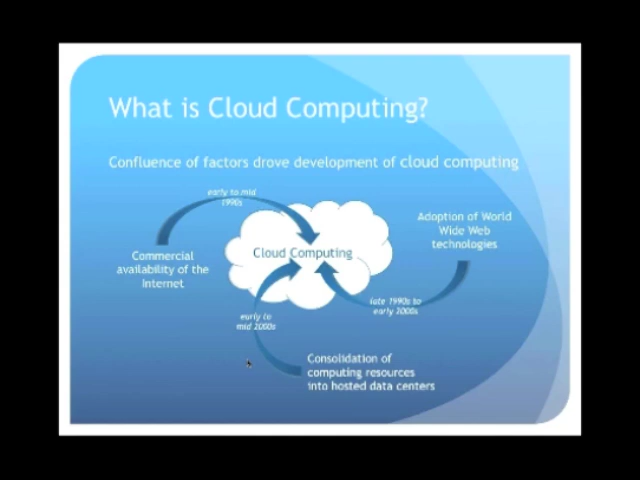 What is Cloud Computing?
Confluence of factors drove development of cloud computing
early to mid
1990s
Adoption of World
Wide Web
technologies
Cloud Computing
Commercial
availability of the
Internet
late 1990s to
early 2000s
early to
mid 2000s
Consolidation of
computing resources
into hosted data centers